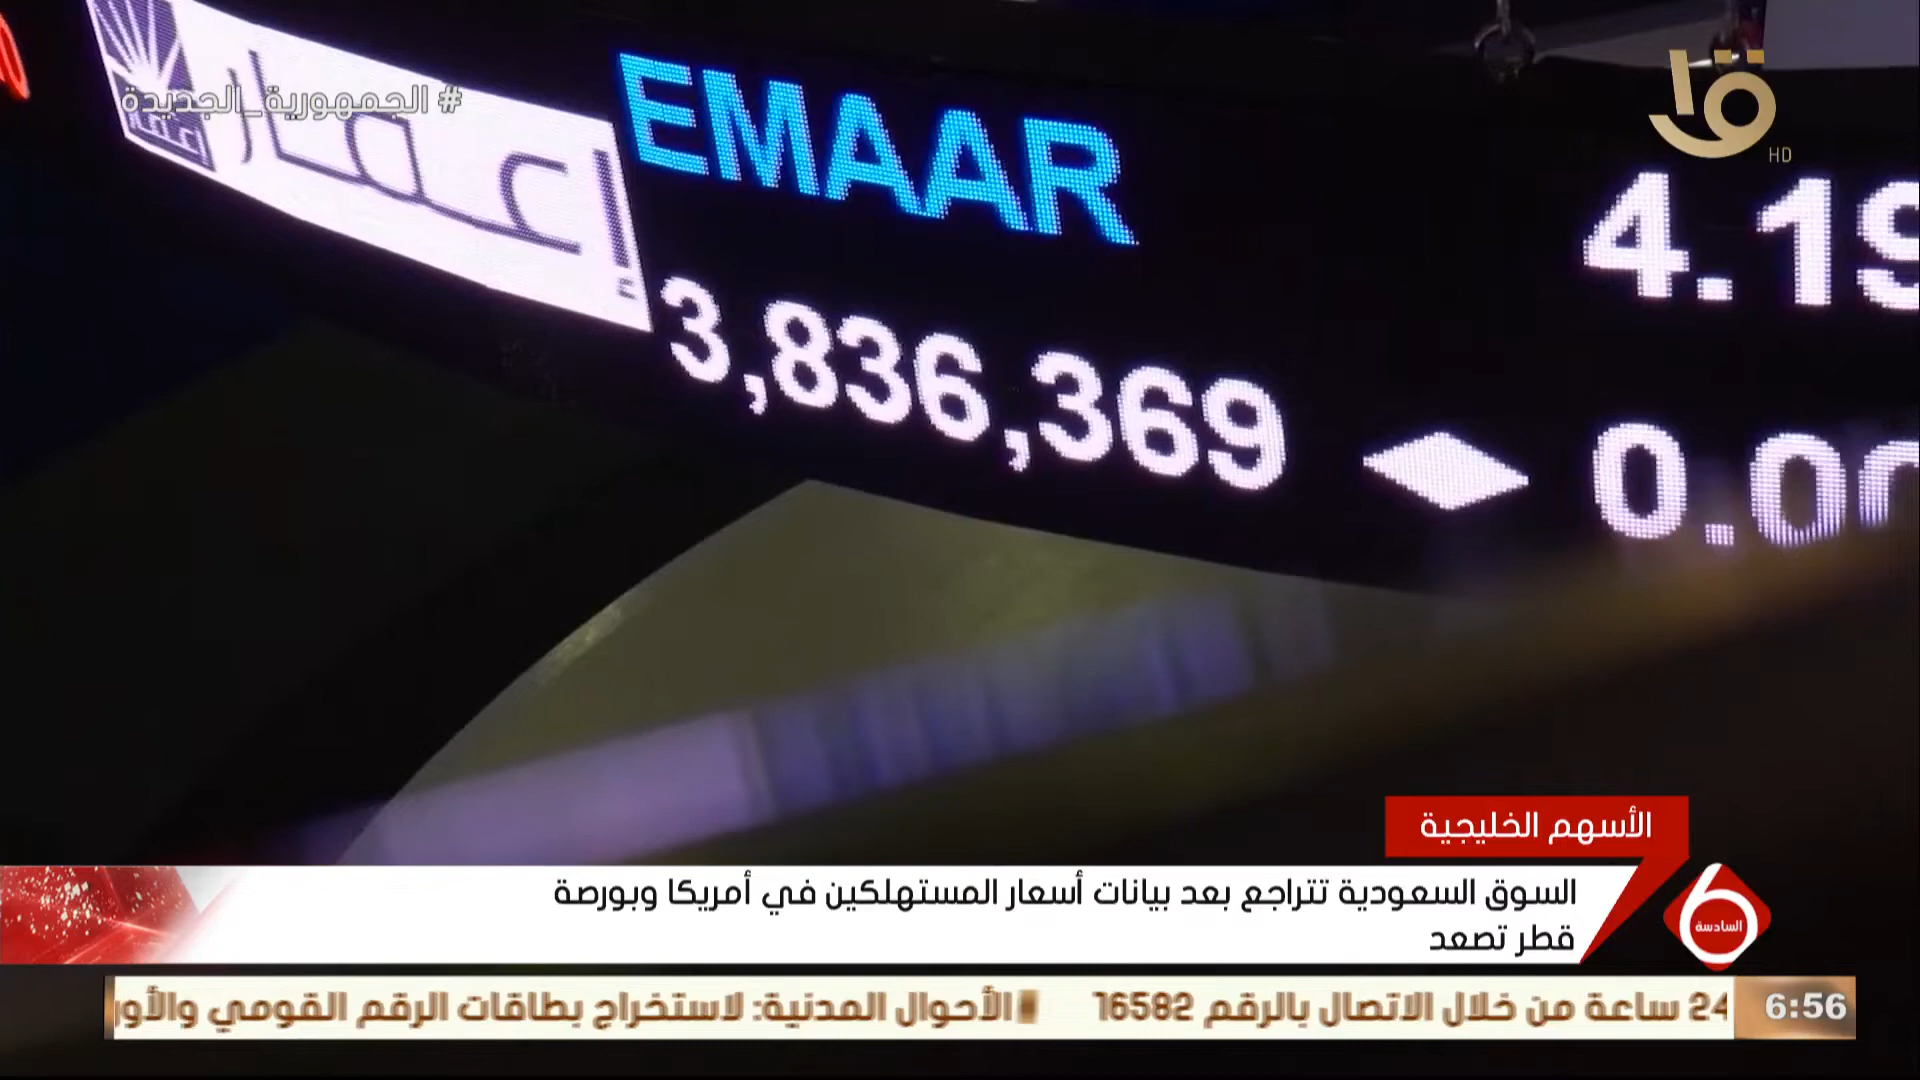 #الجمهورية_الجديدة
HD
إعمار
EMAAR
4.19
3,836,369
0.00
الأسهم الخليجية
السوق السعودية تتراجع بعد بيانات أسعار المستهلكين في أمريكا وبورصة
قطر تصعد
السادسة
24 ساعة من خلال الاتصال بالرقم 16582 الأحوال المدنية: لاستخراج بطاقات الرقم القومي والأور
6:56